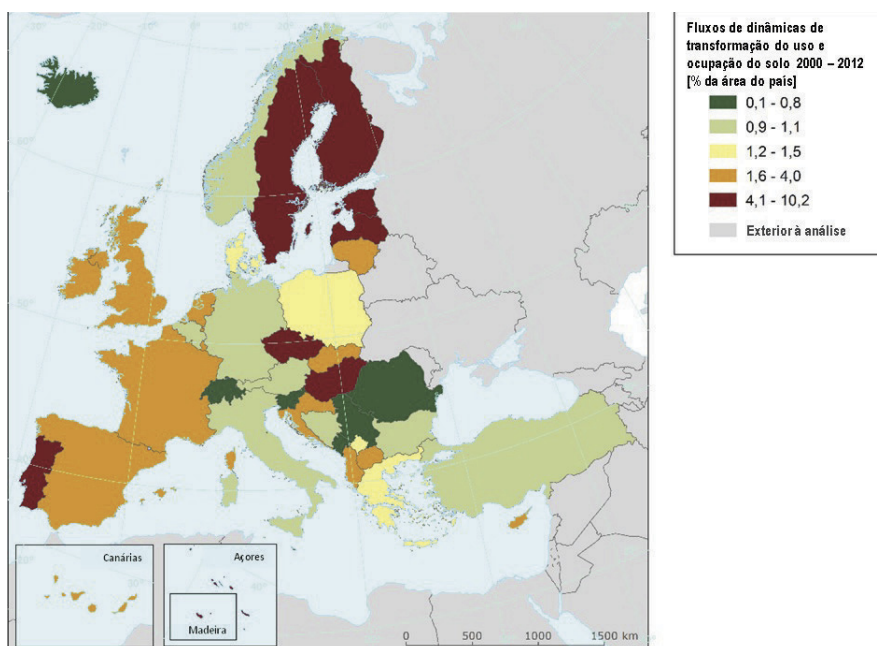 Fluxos de dinâmicas de
transformação do uso e
ocupação do solo 2000 – 2012
[% da área do país]
0,1 - 0,8
0,9 - 1,1
1,2 - 1,5
1,6 - 4,0
4,1 - 10,2
Exterior à análise
Canárias
Açores
Madeira
0 500 1000 1500 km